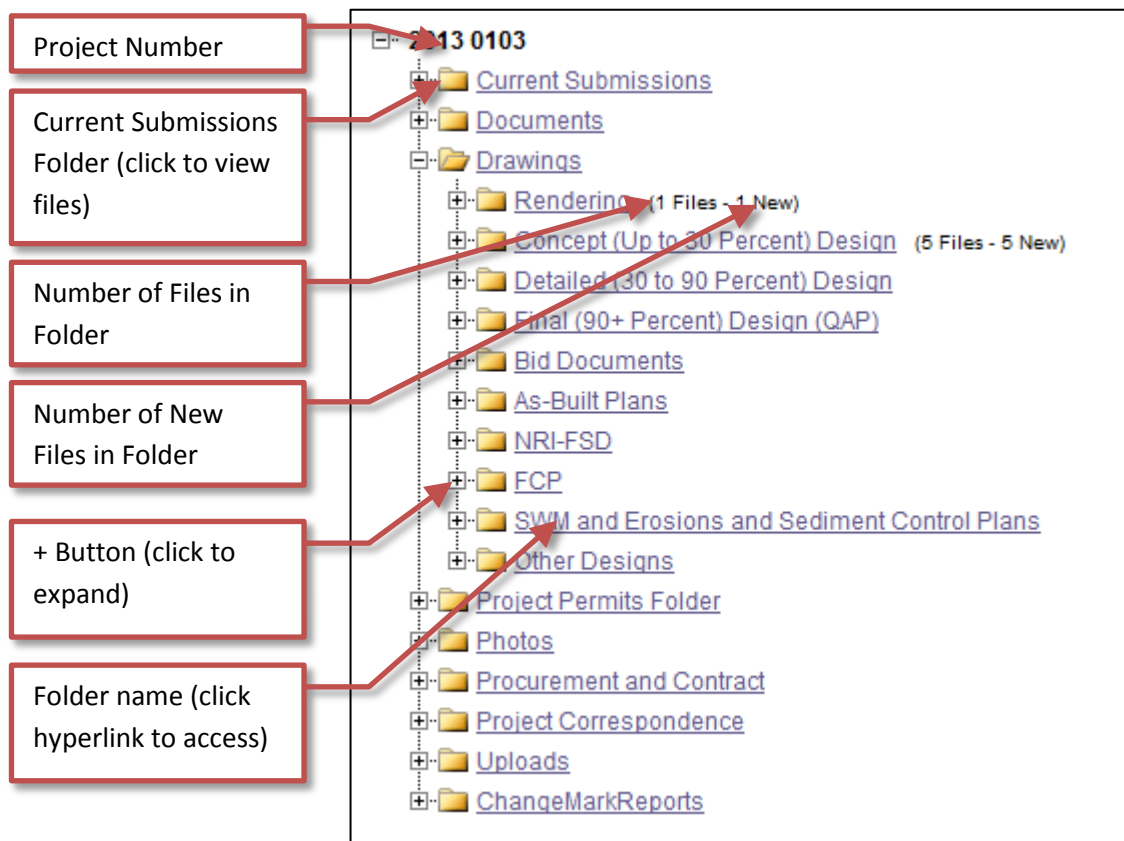 Project Number
Current Submissions
Folder (click to view
files)
Number of Files in
Folder
Number of New
Files in Folder
+ Button (click to
expand)
Folder name (click
hyperlink to access)
2013 0103
Current Submissions
Documents
Drawings
Rendering (1 Files - 1 New)
Concept (Up to 30 Percent) Design (5 Files - 5 New)
Detailed (30 to 90 Percent) Design
Final (90+ Percent) Design (QAP)
Bid Documents
As-Built Plans
NRI-FSD
FCP
SWM and Erosions and Sediment Control Plans
Other Designs
Project Permits Folder
Photos
Procurement and Contract
Project Correspondence
Uploads
ChangeMarkReports